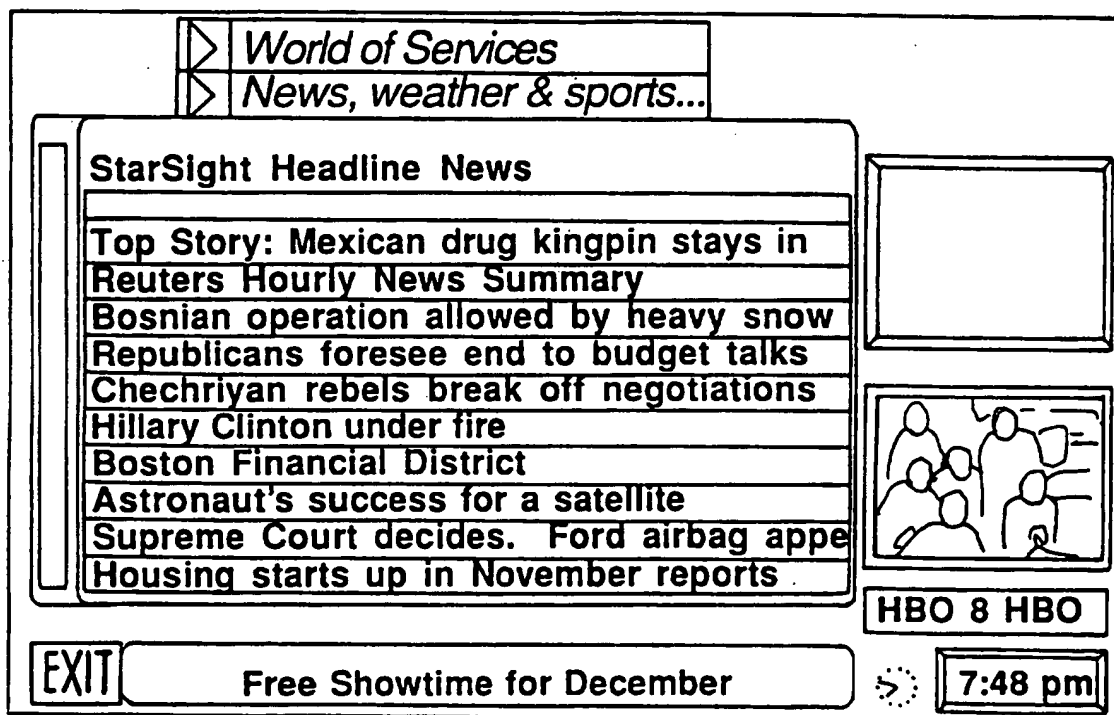 World of Services
News, weather & sports...
StarSight Headline News
Top Story: Mexican drug kingpin stays in
Reuters Hourly News Summary
Bosnian operation allowed by heavy snow
Republicans foresee end to budget talks
Chechriyan rebels break off negotiations
Hillary Clinton under fire
Boston Financial District
Astronaut's success for a satellite
Supreme Court decides. Ford airbag appe
Housing starts up in November reports
HBO 8 HBO
EXIT
Free Showtime for December
7:48 pm